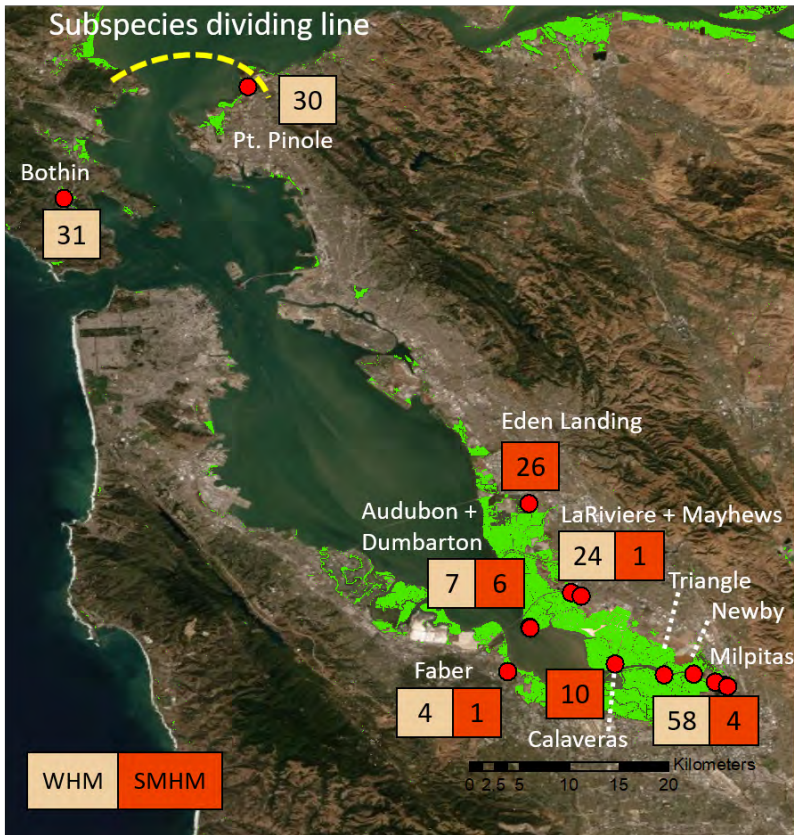 Subspecies dividing line
30
Pt. Pinole
Bothin
31
Eden Landing
26
Audubon +
Dumbarton
7 6
LaRiviere + Mayhews
24 1
Triangle
Newby
Milpitas
Faber
4 1
10
Calaveras
58 4
WHM SMHM
Kilometers
0 2.5 5 10 15 20